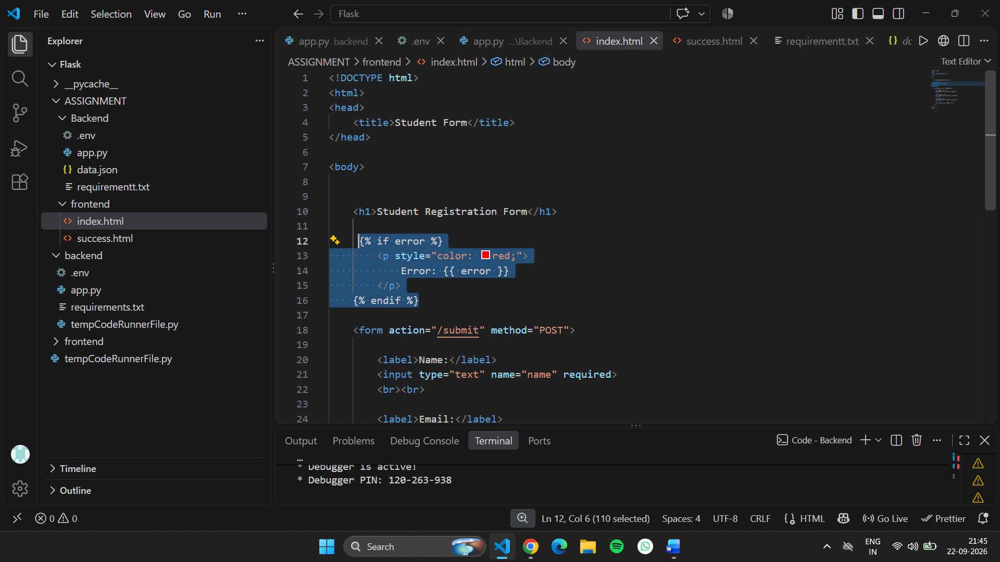 File Edit Selection View Go Run ···
Flask
Explorer ···
Flask
__pycache__
ASSIGNMENT
Backend
.env
app.py
data.json
requirementt.txt
frontend
index.html
success.html
backend
.env
app.py
requirements.txt
tempCodeRunnerFile.py
frontend
tempCodeRunnerFile.py
Timeline
Outline
app.py backend
.env
app.py ...\Backend
index.html
success.html
requirementt.txt
ASSIGNMENT > frontend > index.html > html > body
Text Editor
1 <!DOCTYPE html>
2 <html>
3 <head>
4 <title>Student Form</title>
5 </head>
6
7 <body>
8
9
10 <h1>Student Registration Form</h1>
11
12 {% if error %}
13 <p style="color: red;">
14 Error: {{ error }}
15 </p>
16 {% endif %}
17
18 <form action="/submit" method="POST">
19
20 <label>Name:</label>
21 <input type="text" name="name" required>
22 <br><br>
23
24 <label>Email:</label>
Output Problems Debug Console Terminal Ports
Code - Backend
* Debugger is active!
* Debugger PIN: 120-263-938
0 0
Ln 12, Col 6 (110 selected) Spaces: 4 UTF-8 CRLF HTML Go Live Prettier
Search
ENG
IN
21:45
22-09-2026